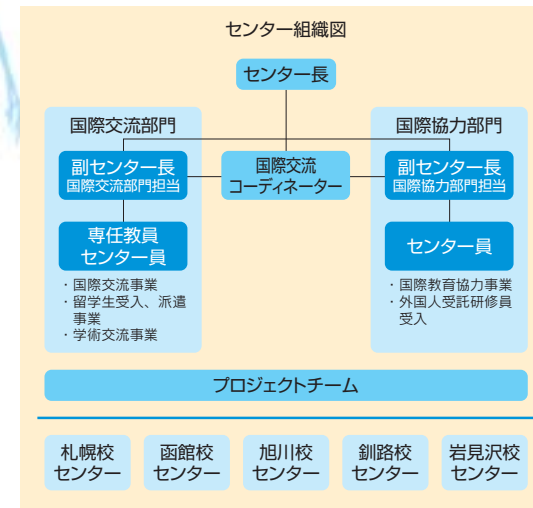 センター組織図
センター長
国際交流部門
国際協力部門
副センター長
国際交流部門担当
国際交流
コーディネーター
副センター長
国際協力部門担当
専任教員
センター員
センター員
・国際交流事業
・留学生受入、派遣
事業
・学術交流事業
・国際教育協力事業
・外国人受託研修員
受入
プロジェクトチーム
札幌校
センター
函館校
センター
旭川校
センター
釧路校
センター
岩見沢校
センター